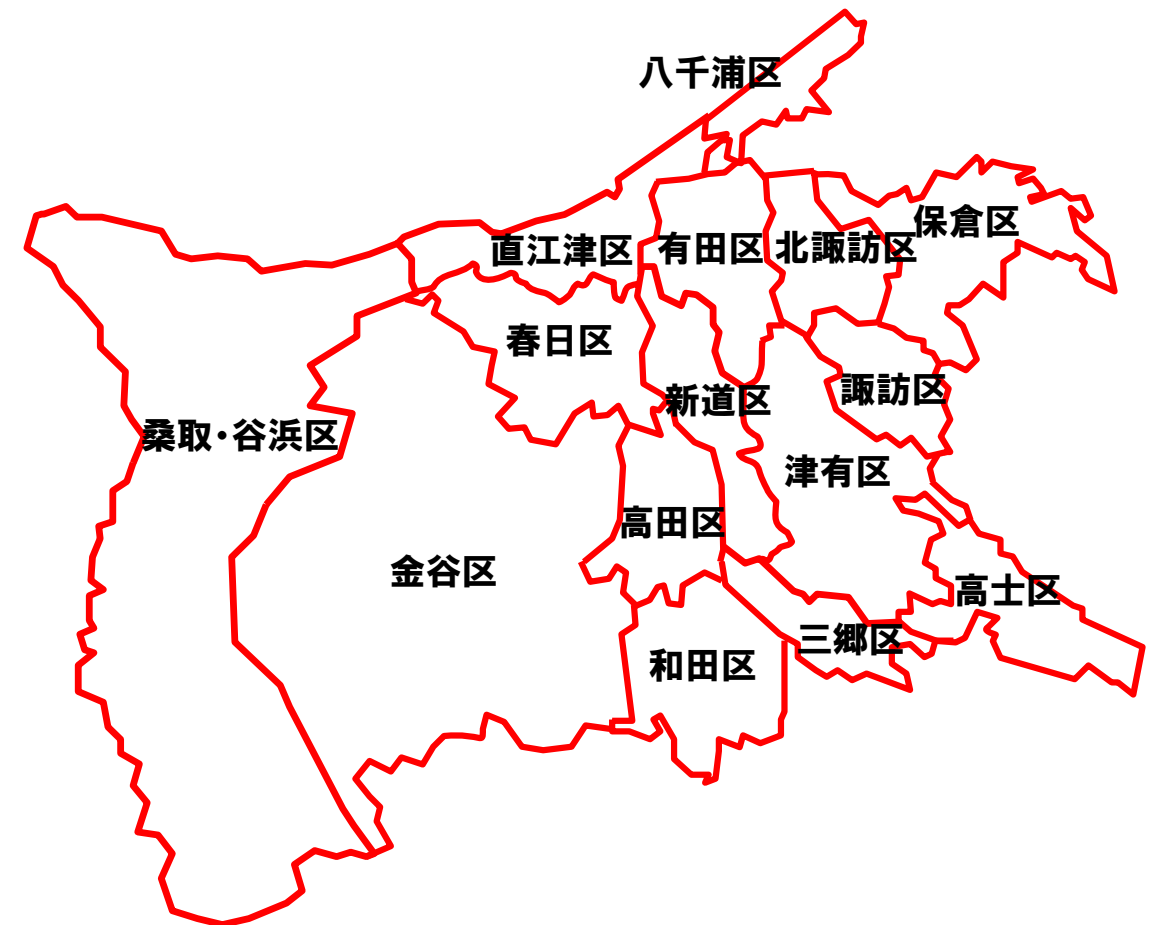 八千浦区
保倉区
直江津区
有田区
北諏訪区
春日区
諏訪区
新道区
桑取・谷浜区
津有区
高田区
金谷区
高士区
三郷区
和田区